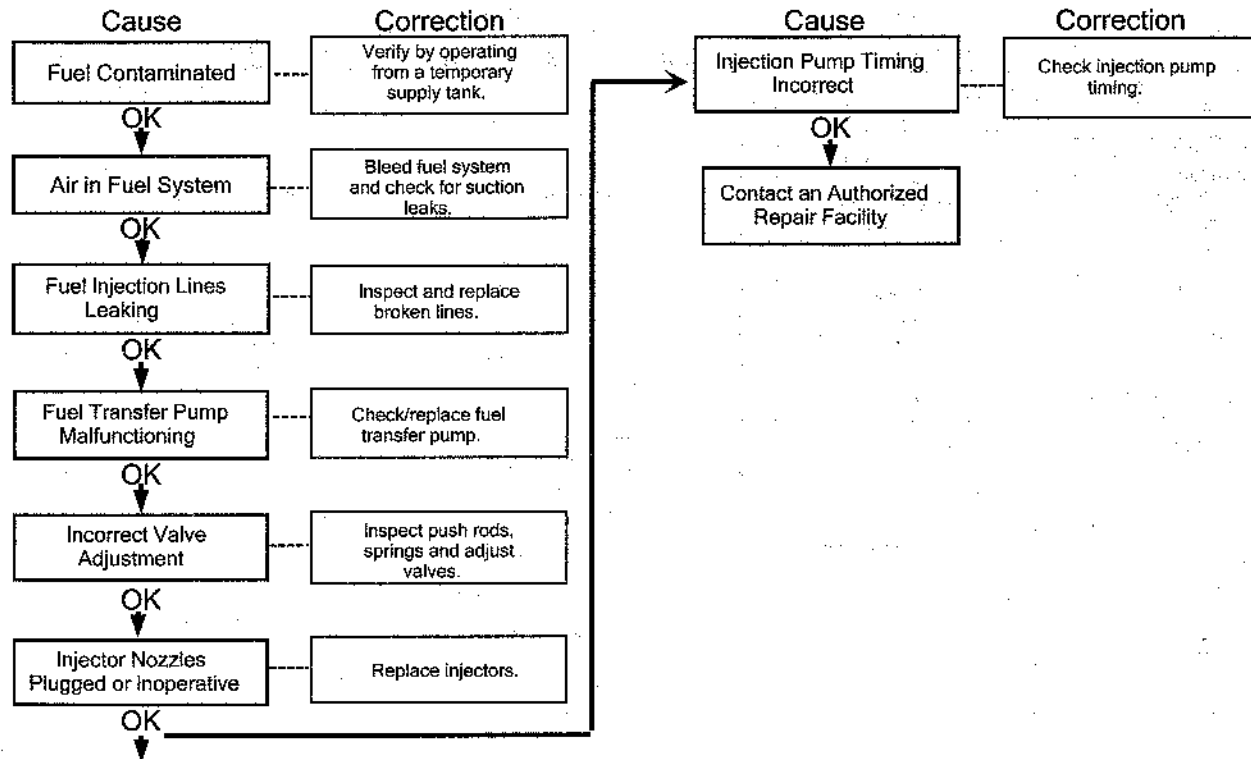 Cause
Correction
Fuel Contaminated
Verify by operating
from a temporary
supply tank.
OK
Air in Fuel System
Bleed fuel system
and check for suction
leaks.
OK
Fuel Injection Lines
Leaking
Inspect and replace
broken lines.
OK
Fuel Transfer Pump
Malfunctioning
Check/replace fuel
transfer pump.
OK
Incorrect Valve
Adjustment
Inspect push rods,
springs and adjust
valves.
OK
Injector Nozzles
Plugged or Inoperative
Replace injectors.
OK
Cause
Correction
Injection Pump Timing
Incorrect
Check injection pump
timing.
OK
Contact an Authorized
Repair Facility